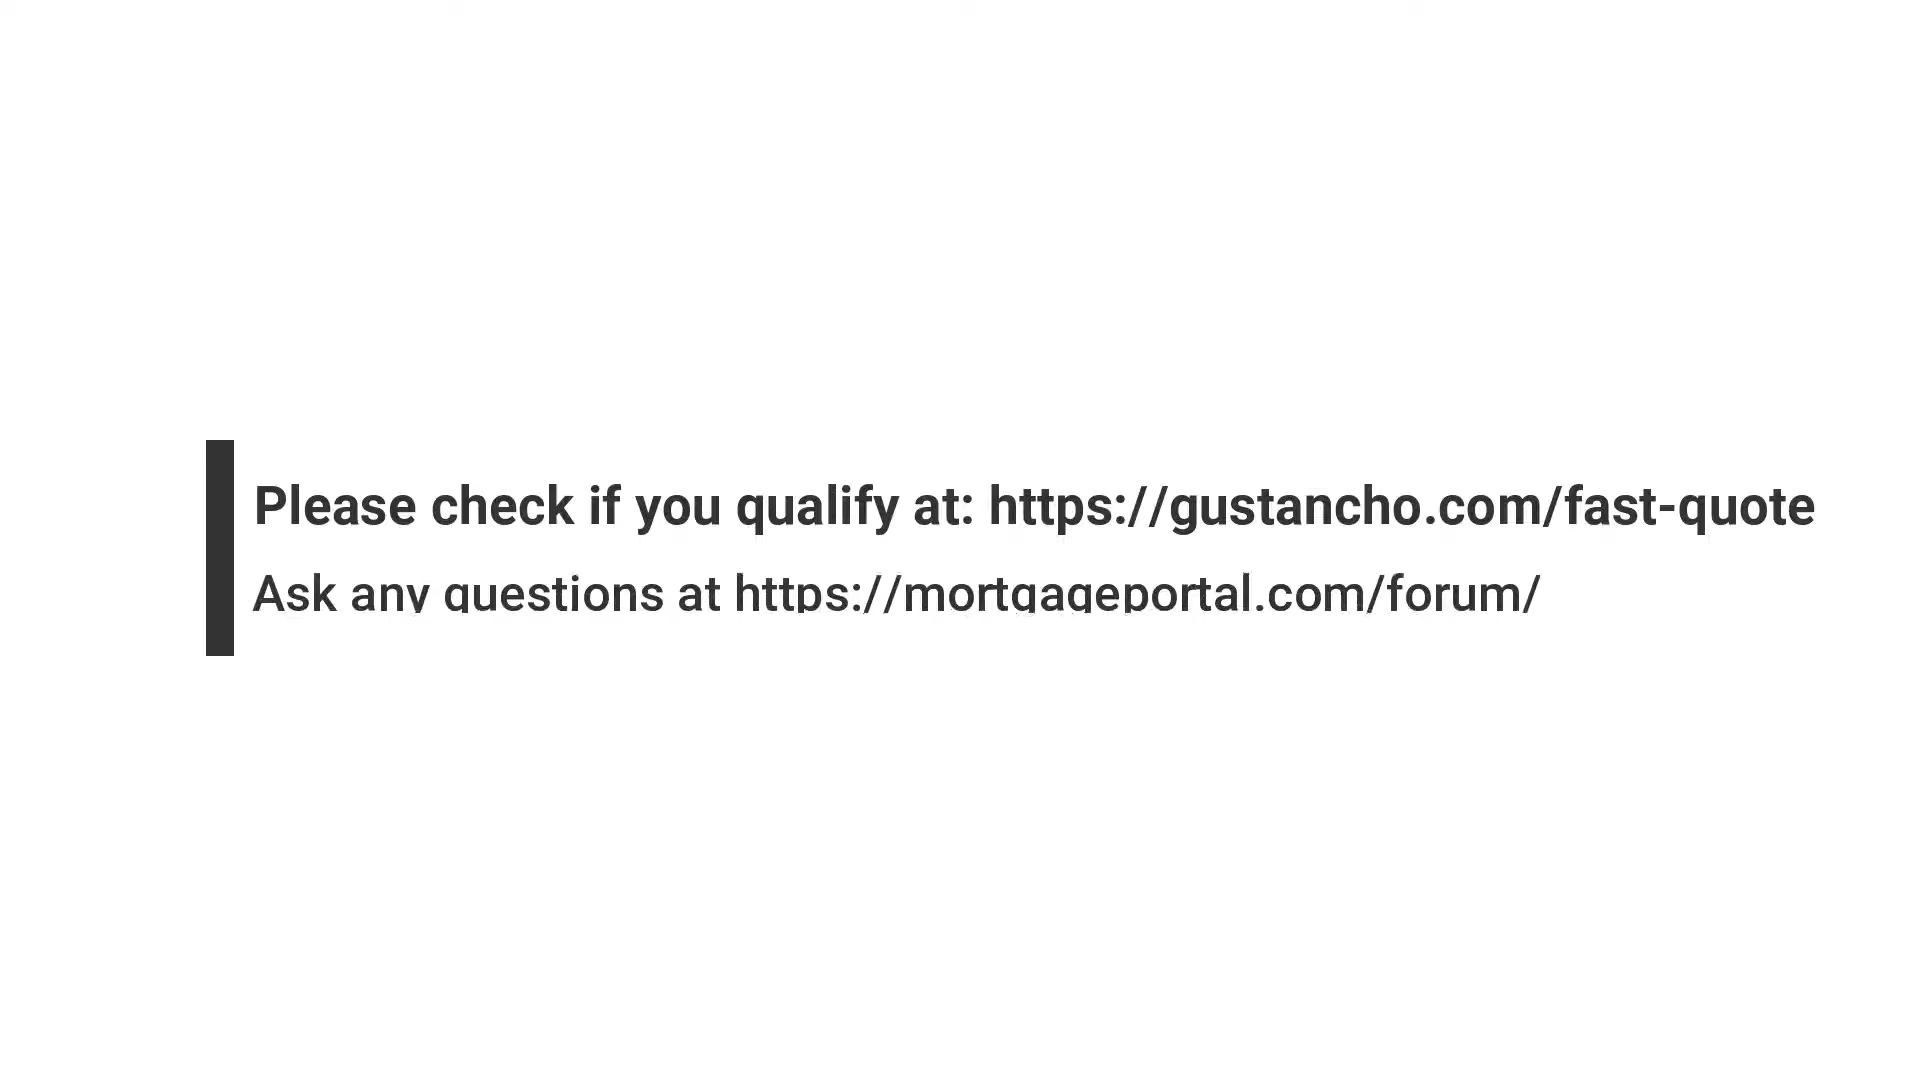 Please check if you qualify at: https://gustancho.com/fast-quote
Ask any questions at https://mortgageportal.com/forum/